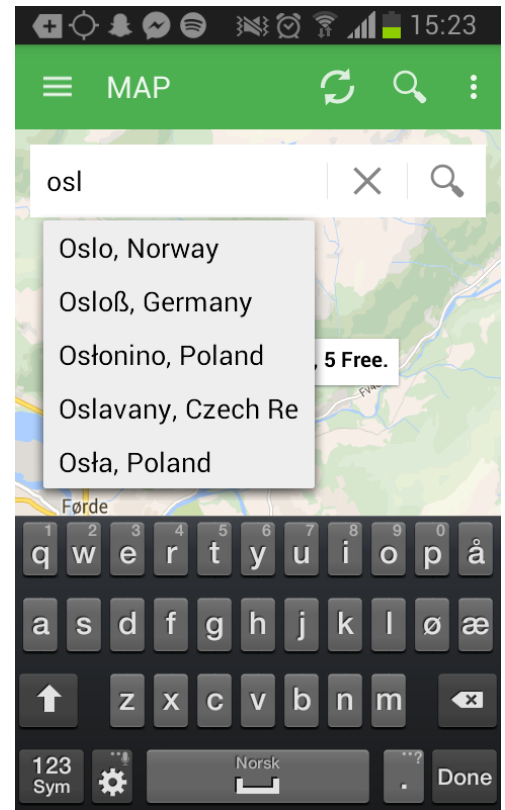 15:23
MAP
osl
Oslo, Norway
Osloß, Germany
Osłonino, Poland
, 5 Free.
Oslavany, Czech Re
Osła, Poland
Førde
1 2 3 4 5 6 7 8 9 0
q w e r t y u i o p å
a s d f g h j k l ø æ
z x c v b n m
123
Sym
Norsk
. ?
Done